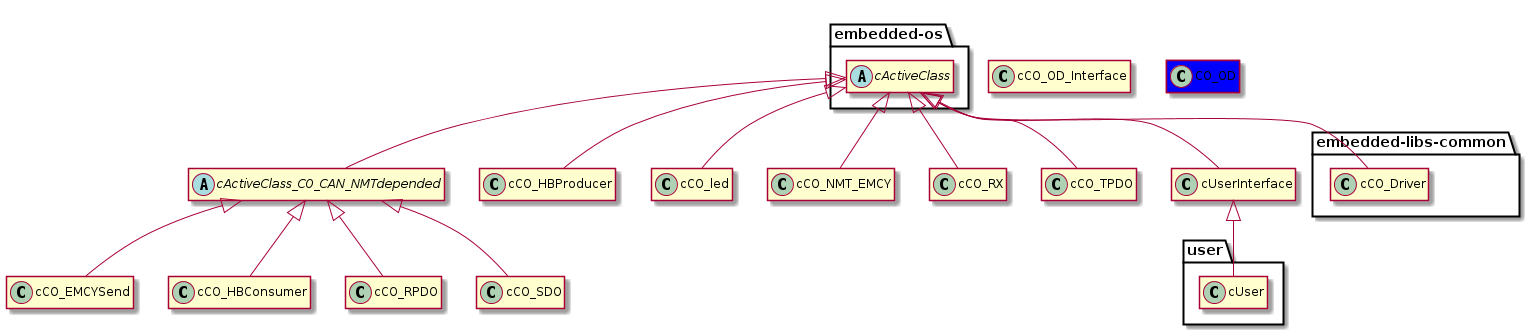 embedded-os
A cActiveClass
C cCO_OD_Interface
C CO_OD
embedded-libs-common
A cActiveClass_CO_CAN_NMTdepended
C cCO_HBProducer
C cCO_led
C cCO_NMT_EMCY
C cCO_RX
C cCO_TPDO
C cUserInterface
C cCO_Driver
user
C cCO_EMCYSend
C cCO_HBConsumer
C cCO_RPDO
C cCO_SDO
C cUser